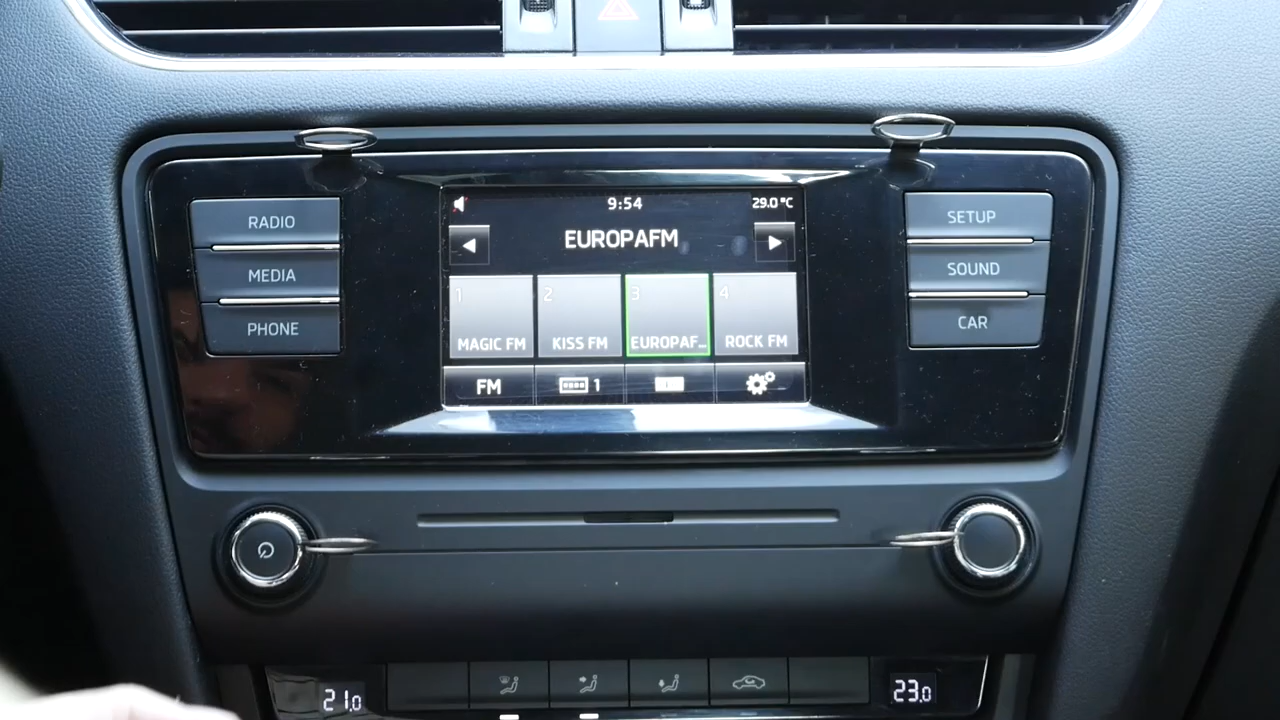 RADIO
MEDIA
PHONE
9:54
29.0 °C
EUROPAFM
1
2
3
4
MAGIC FM
KISS FM
EUROPAF...
ROCK FM
FM
1
SETUP
SOUND
CAR
21.0
23.0